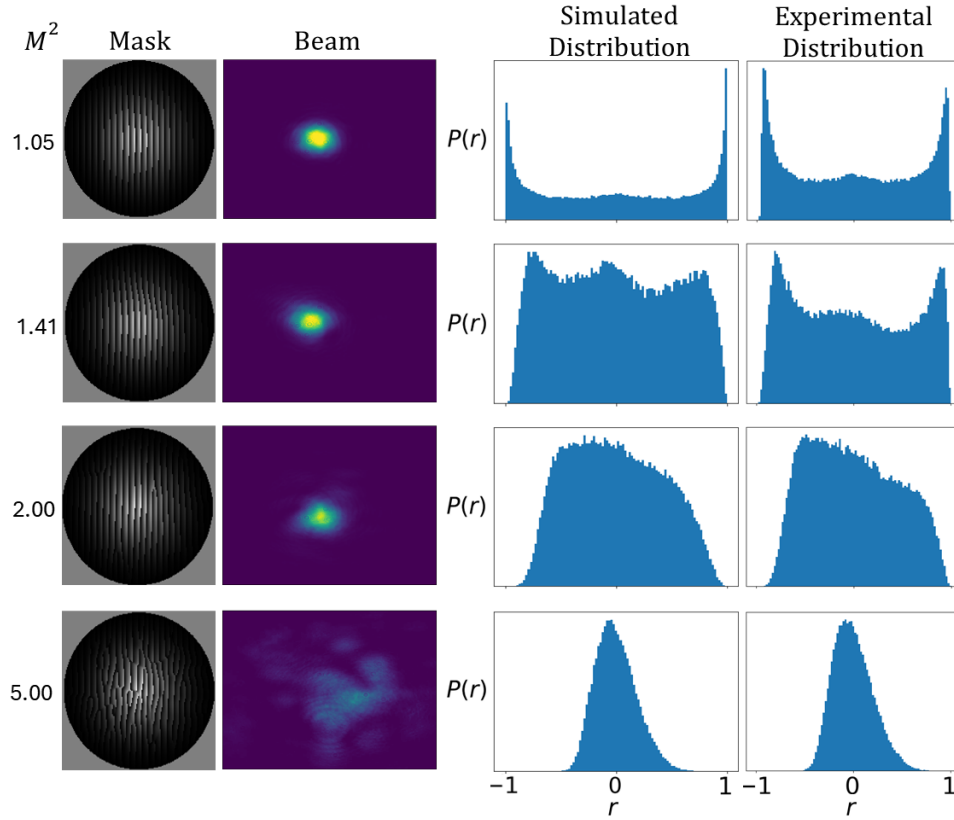 M² Mask Beam Simulated Distribution Experimental Distribution
1.05 P(r)
1.41 P(r)
2.00 P(r)
5.00 P(r)
−1 0 1 −1 0 1
r r